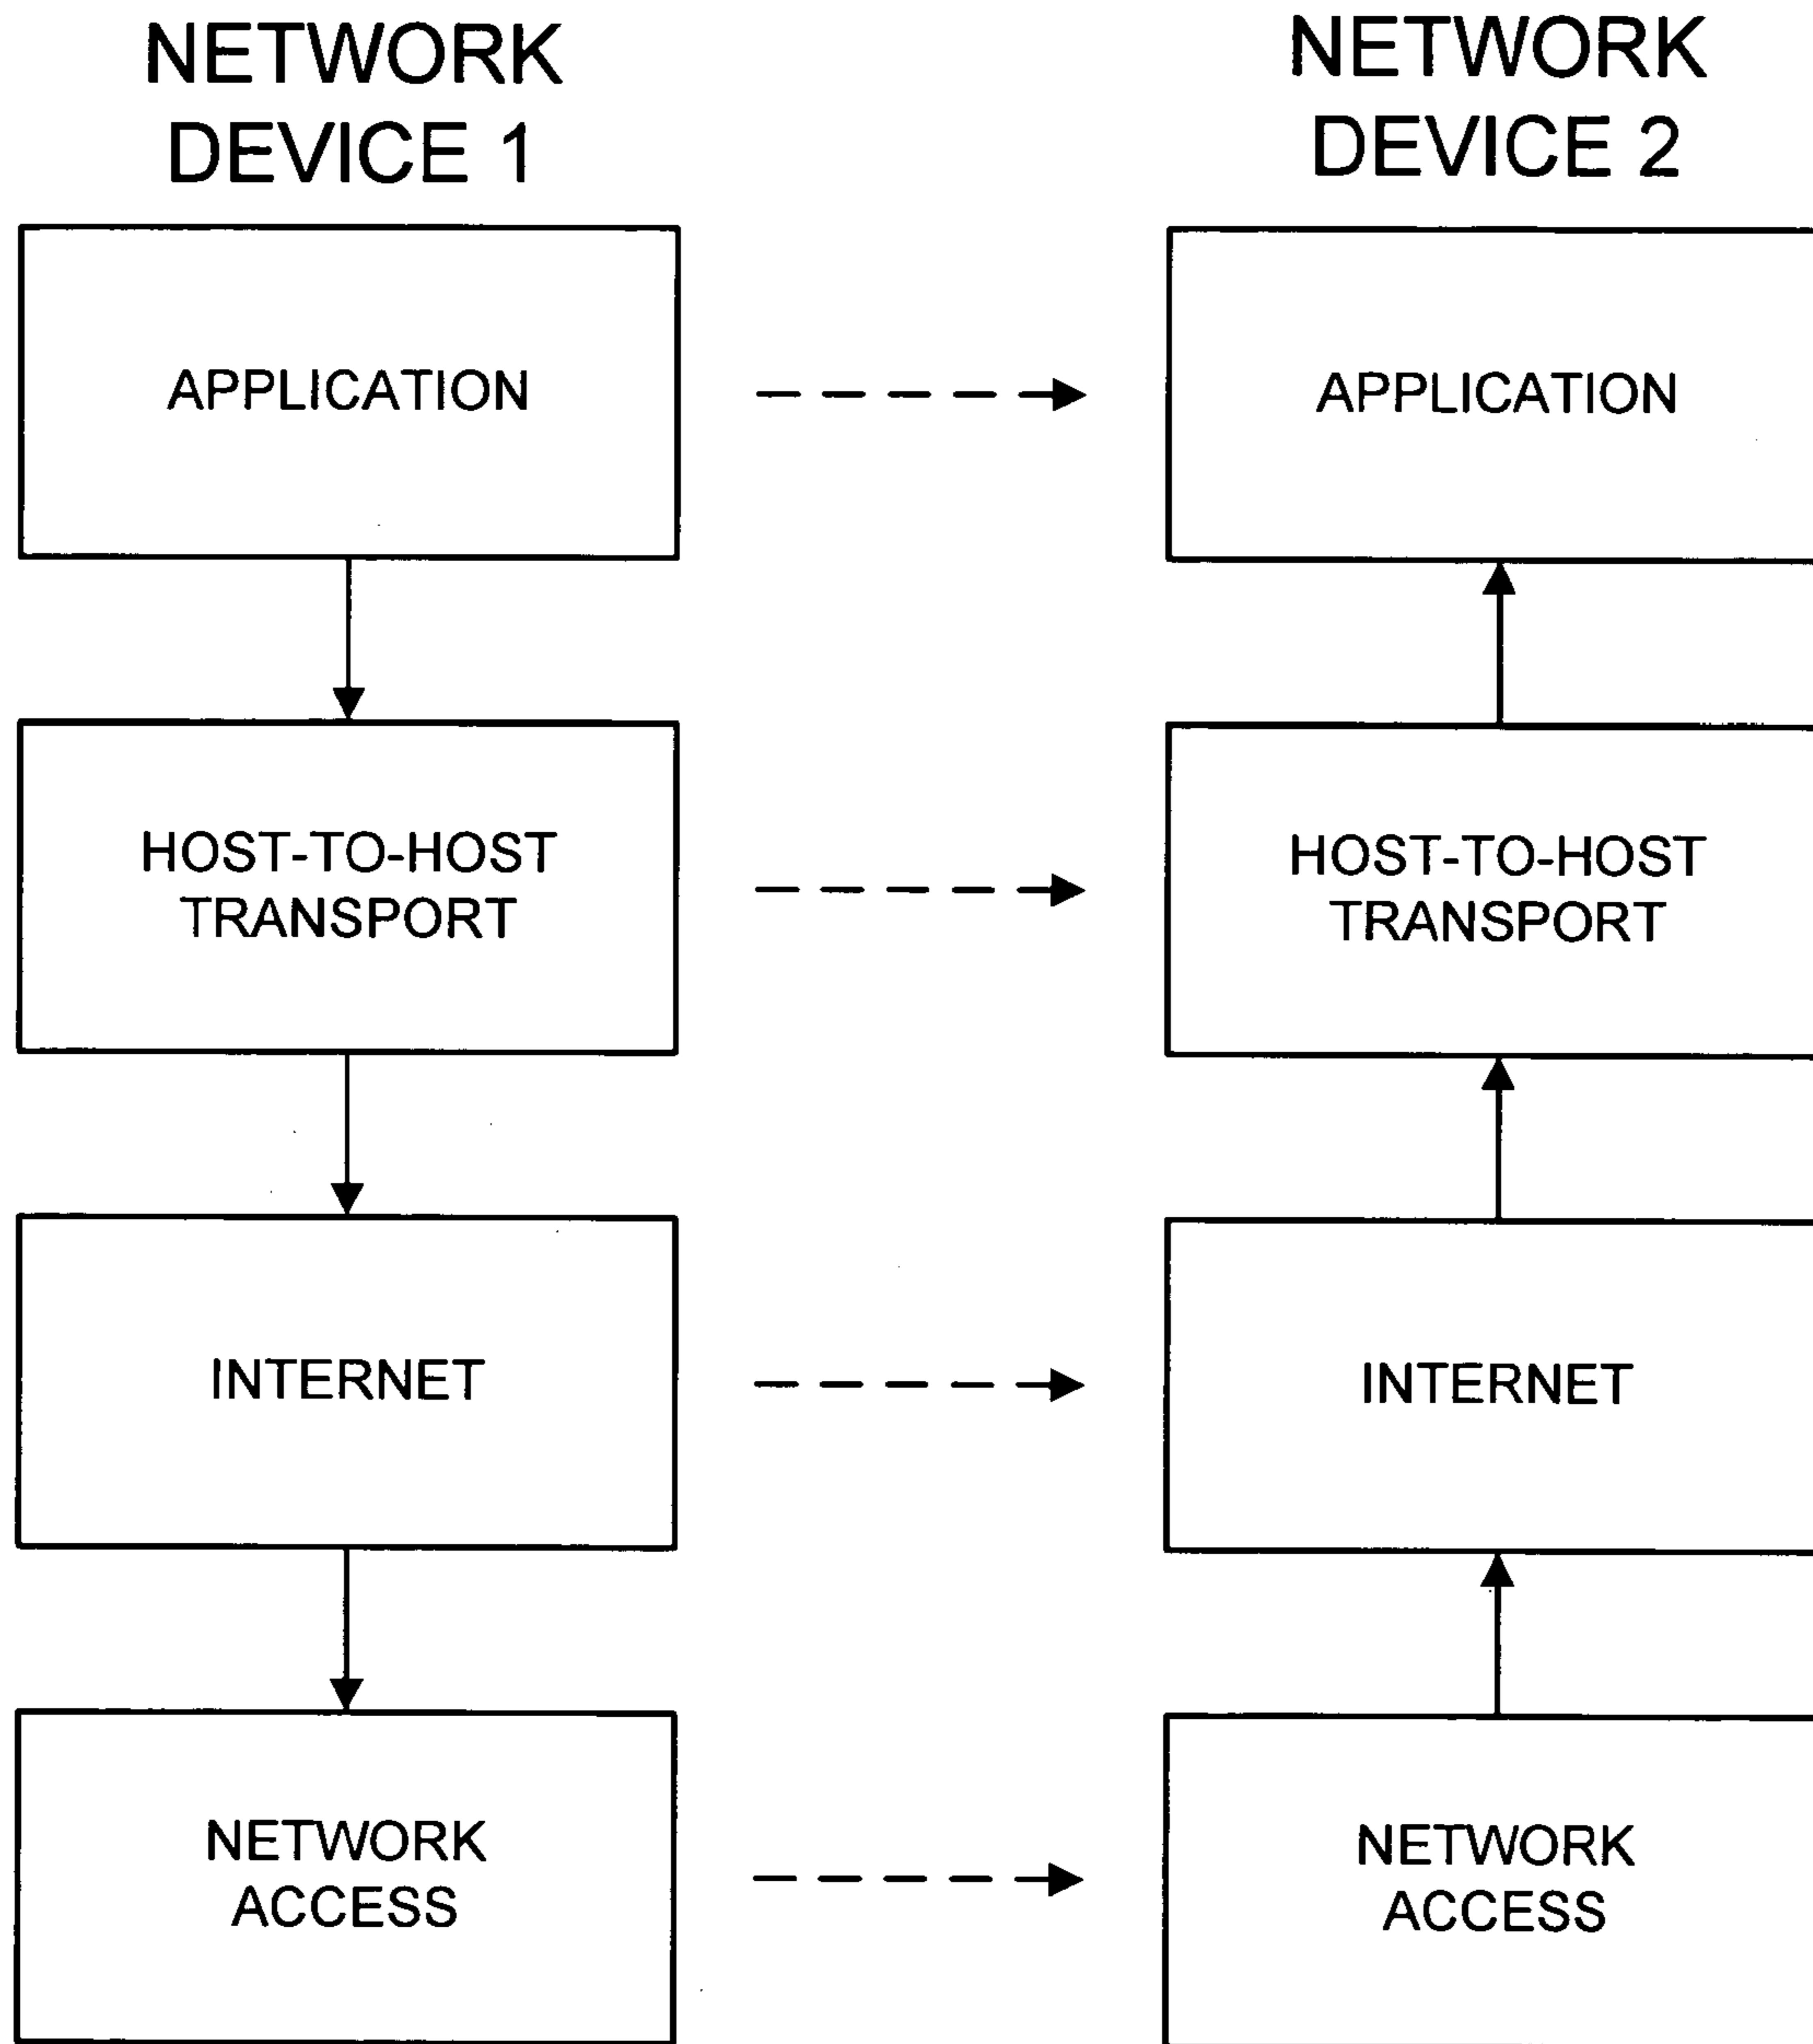 NETWORK
DEVICE 1
NETWORK
DEVICE 2
APPLICATION
APPLICATION
HOST-TO-HOST
TRANSPORT
HOST-TO-HOST
TRANSPORT
INTERNET
INTERNET
NETWORK
ACCESS
NETWORK
ACCESS